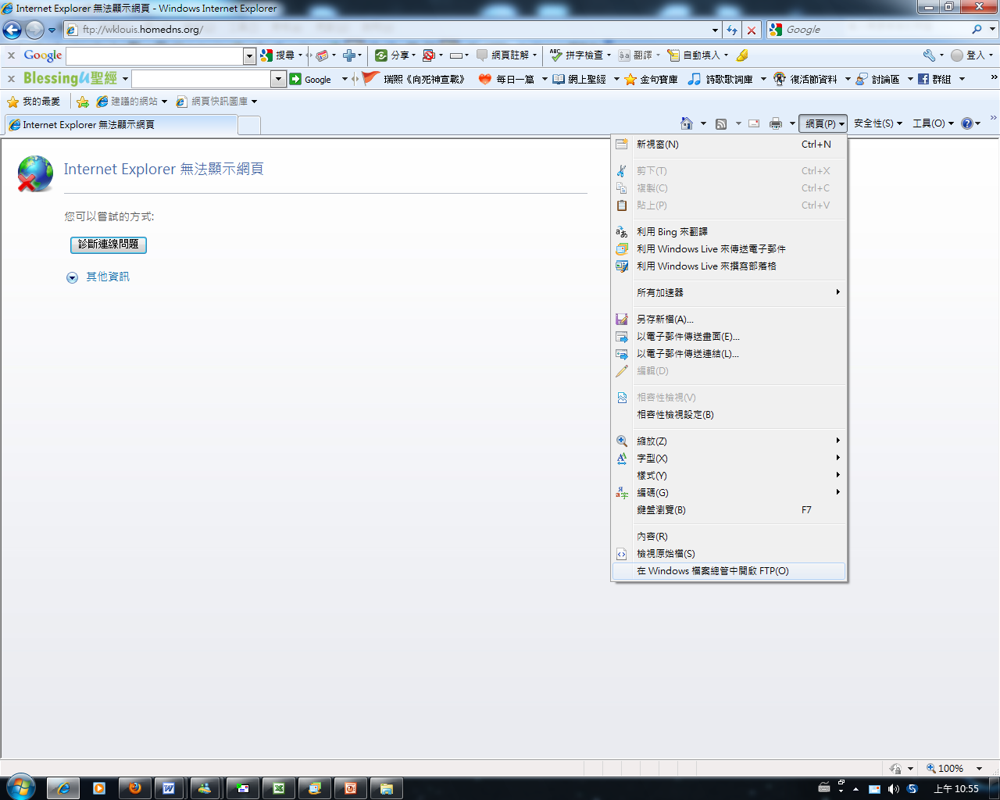 Internet Explorer 無法顯示網頁 - Windows Internet Explorer
ftp://wklouis.homedns.org/
Google
Google 搜尋 分享 網頁註解 拼字檢查 翻譯 自動填入 登入
BlessingU聖經 Google 瑞熙《向死神宣戰》 每日一篇 網上聖經 金句寶庫 詩歌歌詞庫 復活節資料 討論區 群組
我的最愛 建議的網站 網頁快訊圖庫
Internet Explorer 無法顯示網頁
網頁(P) 安全性(S) 工具(O)
Internet Explorer 無法顯示網頁
您可以嘗試的方式:
診斷連線問題
其他資訊
新視窗(N) Ctrl+N
剪下(T) Ctrl+X
複製(C) Ctrl+C
貼上(P) Ctrl+V
利用 Bing 來翻譯
利用 Windows Live 來傳送電子郵件
利用 Windows Live 來撰寫部落格
所有加速器
另存新檔(A)...
以電子郵件傳送畫面(E)...
以電子郵件傳送連結(L)...
編輯(D)
相容性檢視(V)
相容性檢視設定(B)
縮放(Z)
字型(X)
樣式(Y)
編碼(G)
鍵盤瀏覽(B) F7
內容(R)
檢視原始檔(S)
在 Windows 檔案總管中開啟 FTP(O)
100%
上午 10:55